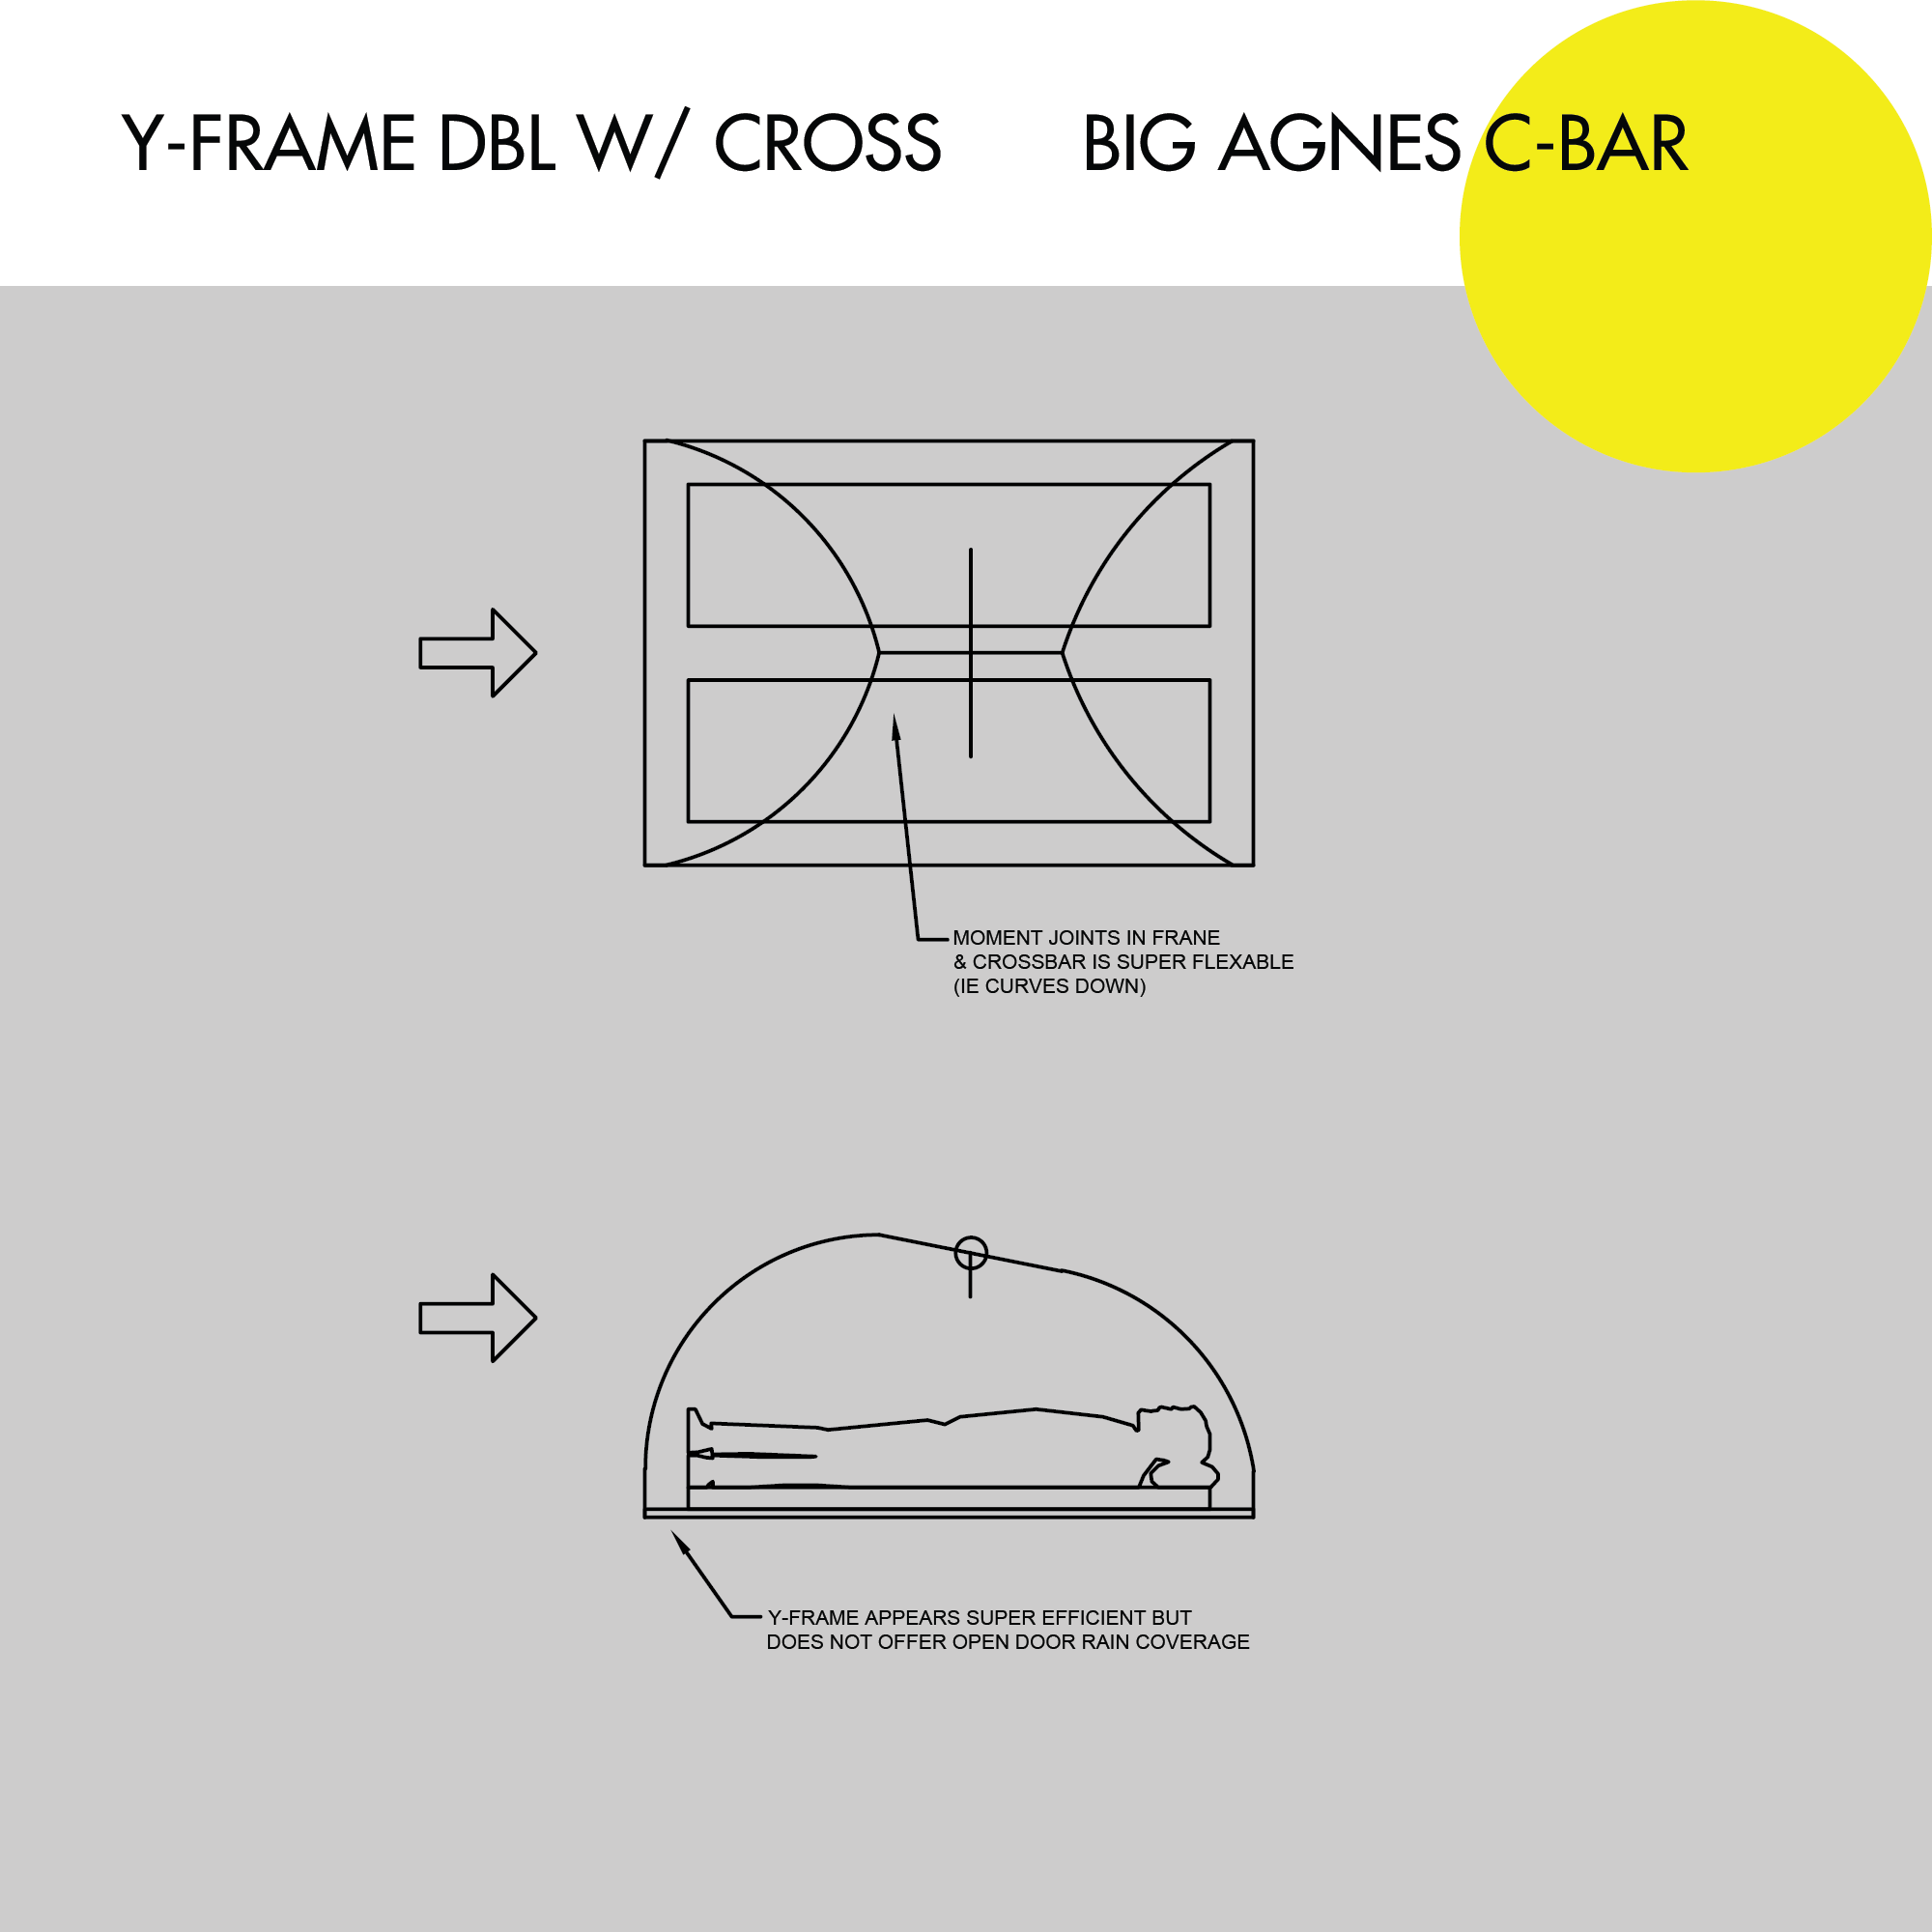 Y-FRAME DBL W/ CROSS
BIG AGNES C-BAR
MOMENT JOINTS IN FRANE
& CROSSBAR IS SUPER FLEXABLE
(IE CURVES DOWN)
Y-FRAME APPEARS SUPER EFFICIENT BUT
DOES NOT OFFER OPEN DOOR RAIN COVERAGE